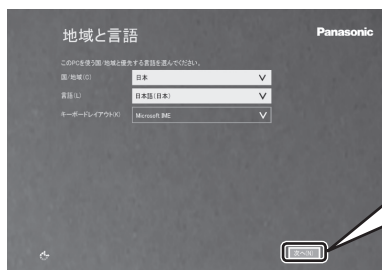 地域と言語
Panasonic
このPCを使う国/地域と優先する言語を選んでください。
国/地域(O)
日本
言語(L)
日本語(日本)
キーボードレイアウト(K)
Microsoft IME
次へ(N)